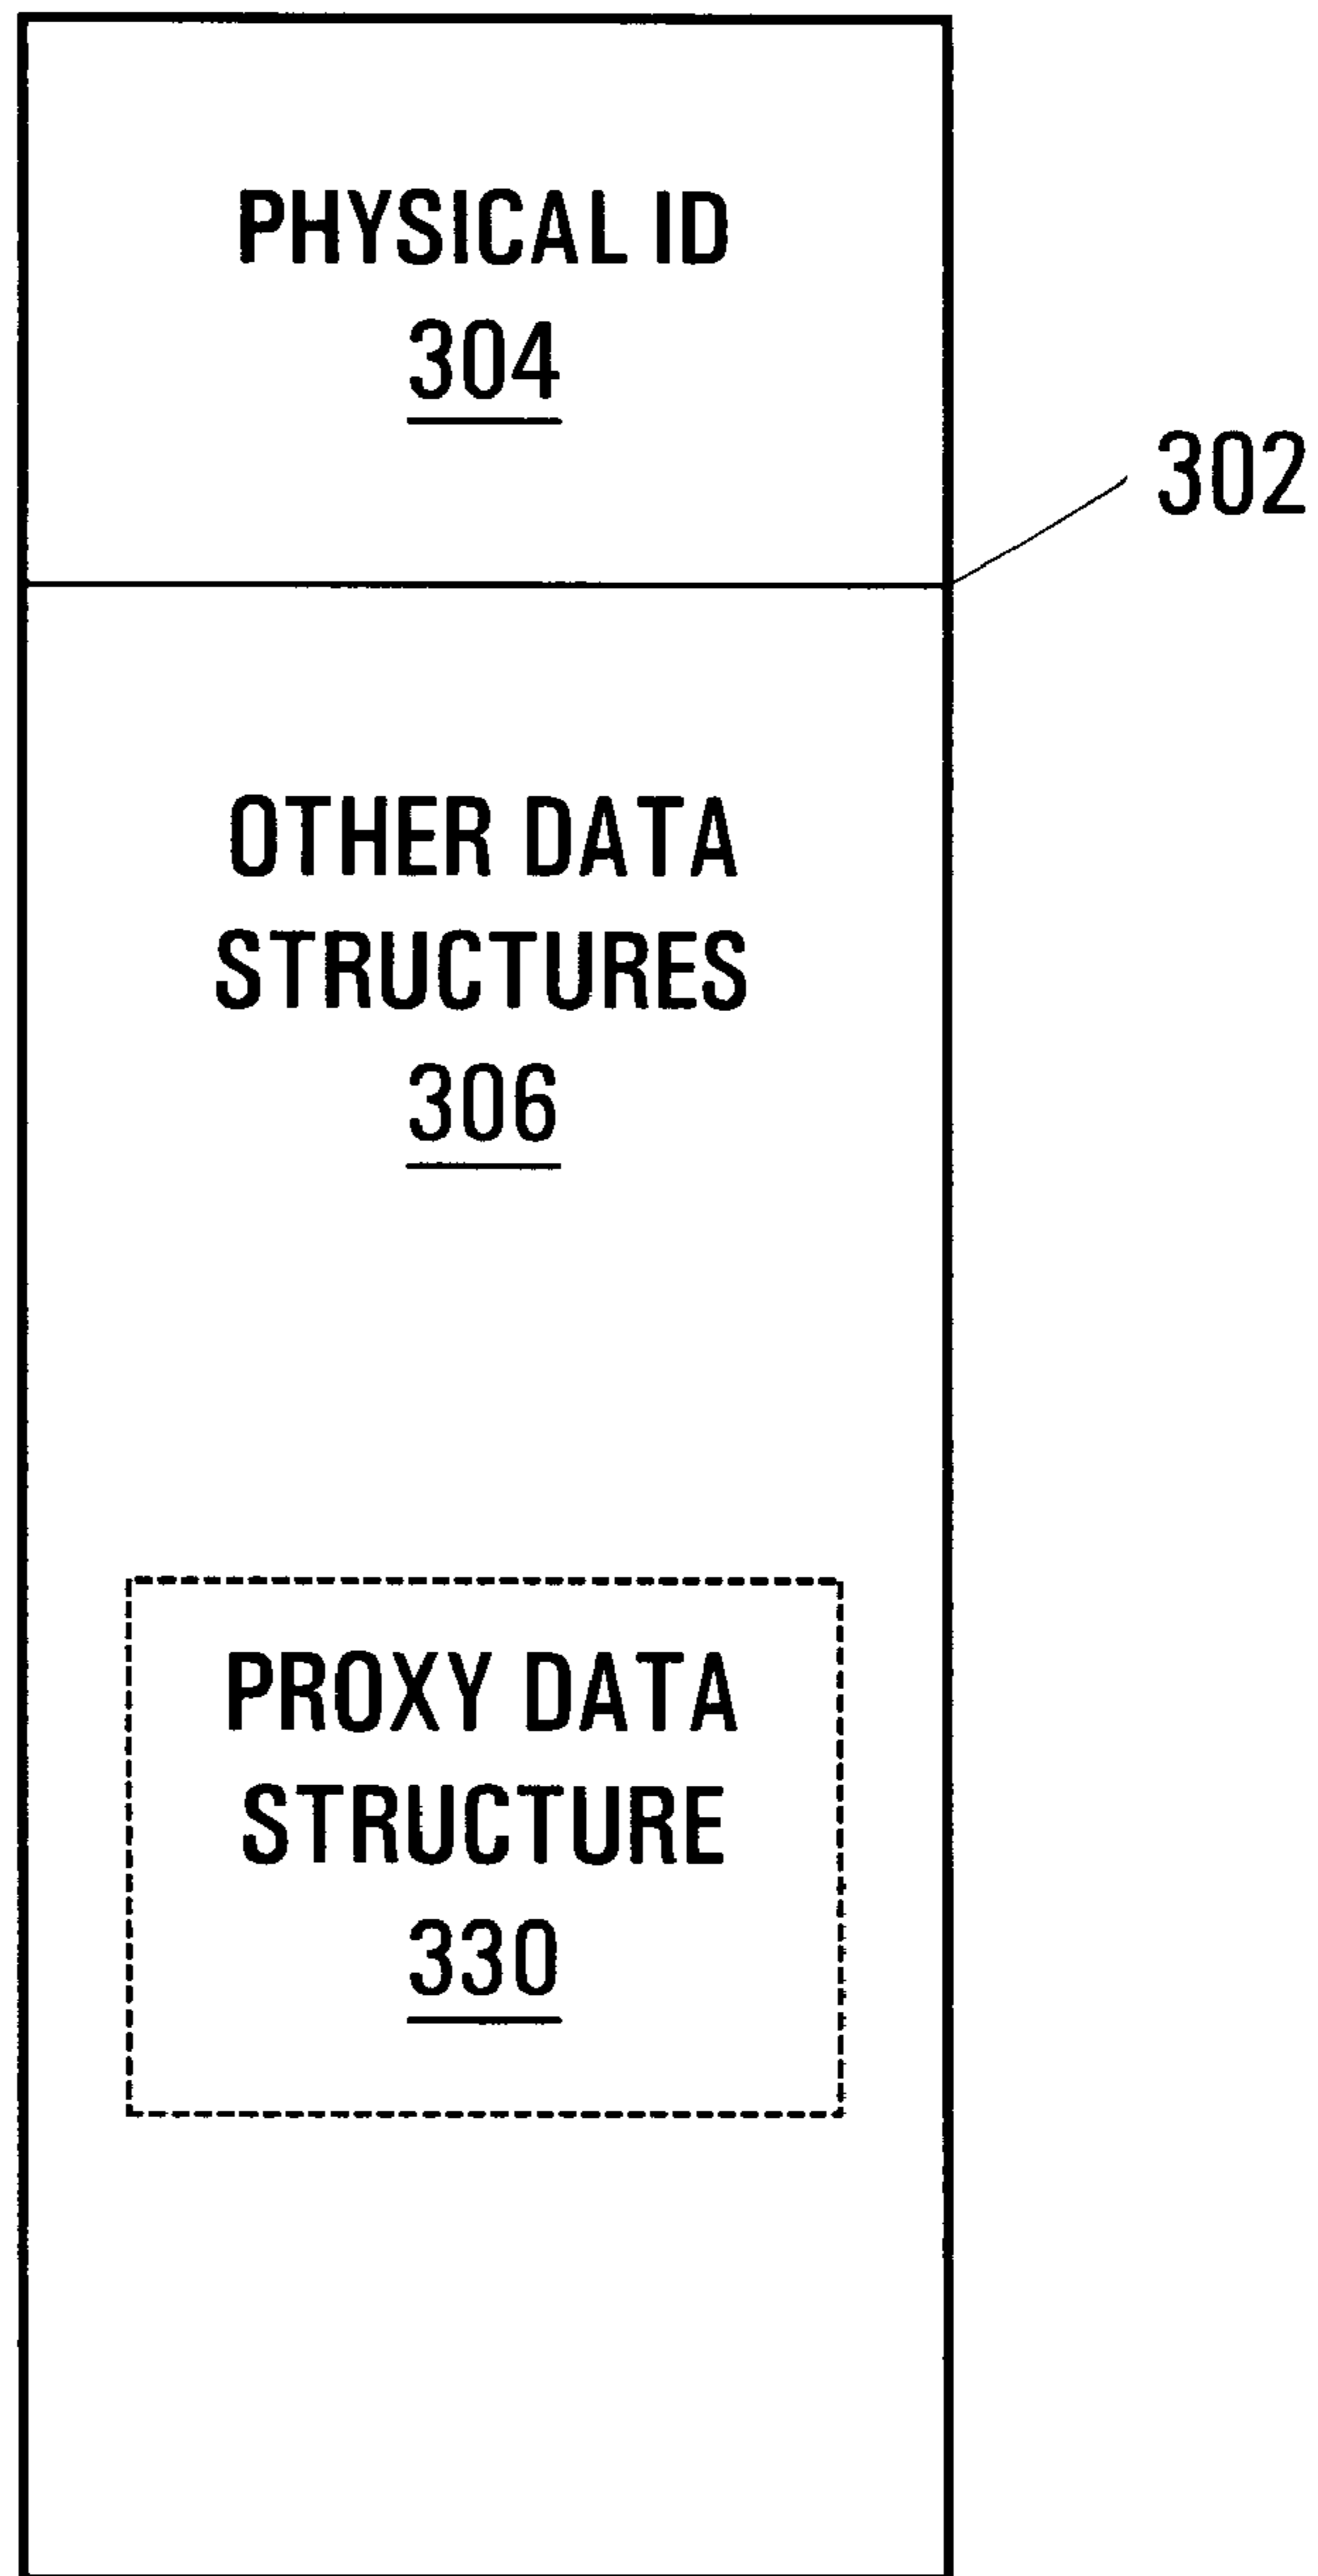 PHYSICAL ID
304
302
OTHER DATA
STRUCTURES
306
PROXY DATA
STRUCTURE
330